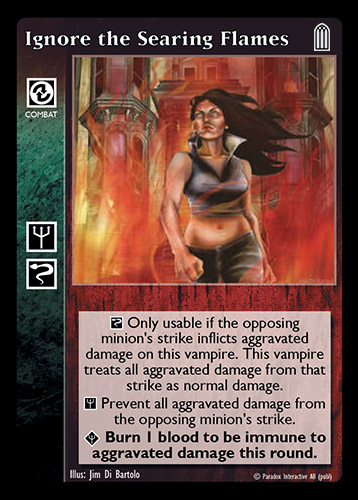 Ignore the Searing Flames
COMBAT
Only usable if the opposing
minion's strike inflicts aggravated
damage on this vampire. This vampire
treats all aggravated damage from that
strike as normal damage.
Prevent all aggravated damage from
the opposing minion's strike.
Burn 1 blood to be immune to
aggravated damage this round.
Illus: Jim Di Bartolo
© Paradox Interactive AB (publ)